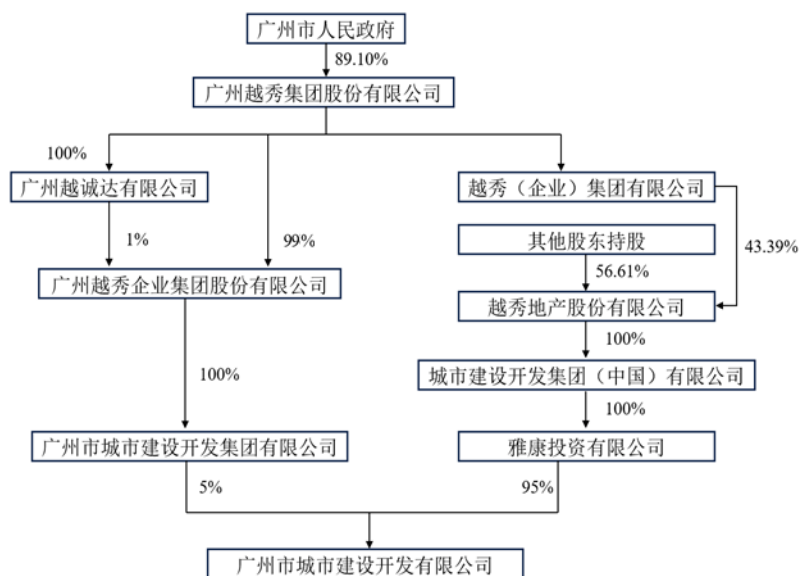 广州市人民政府
89.10%
广州越秀集团股份有限公司
100%
广州越诚达有限公司
越秀（企业）集团有限公司
1%
99%
其他股东持股
43.39%
56.61%
广州越秀企业集团股份有限公司
越秀地产股份有限公司
100%
100%
城市建设开发集团（中国）有限公司
100%
广州市城市建设开发集团有限公司
雅康投资有限公司
5%
95%
广州市城市建设开发有限公司